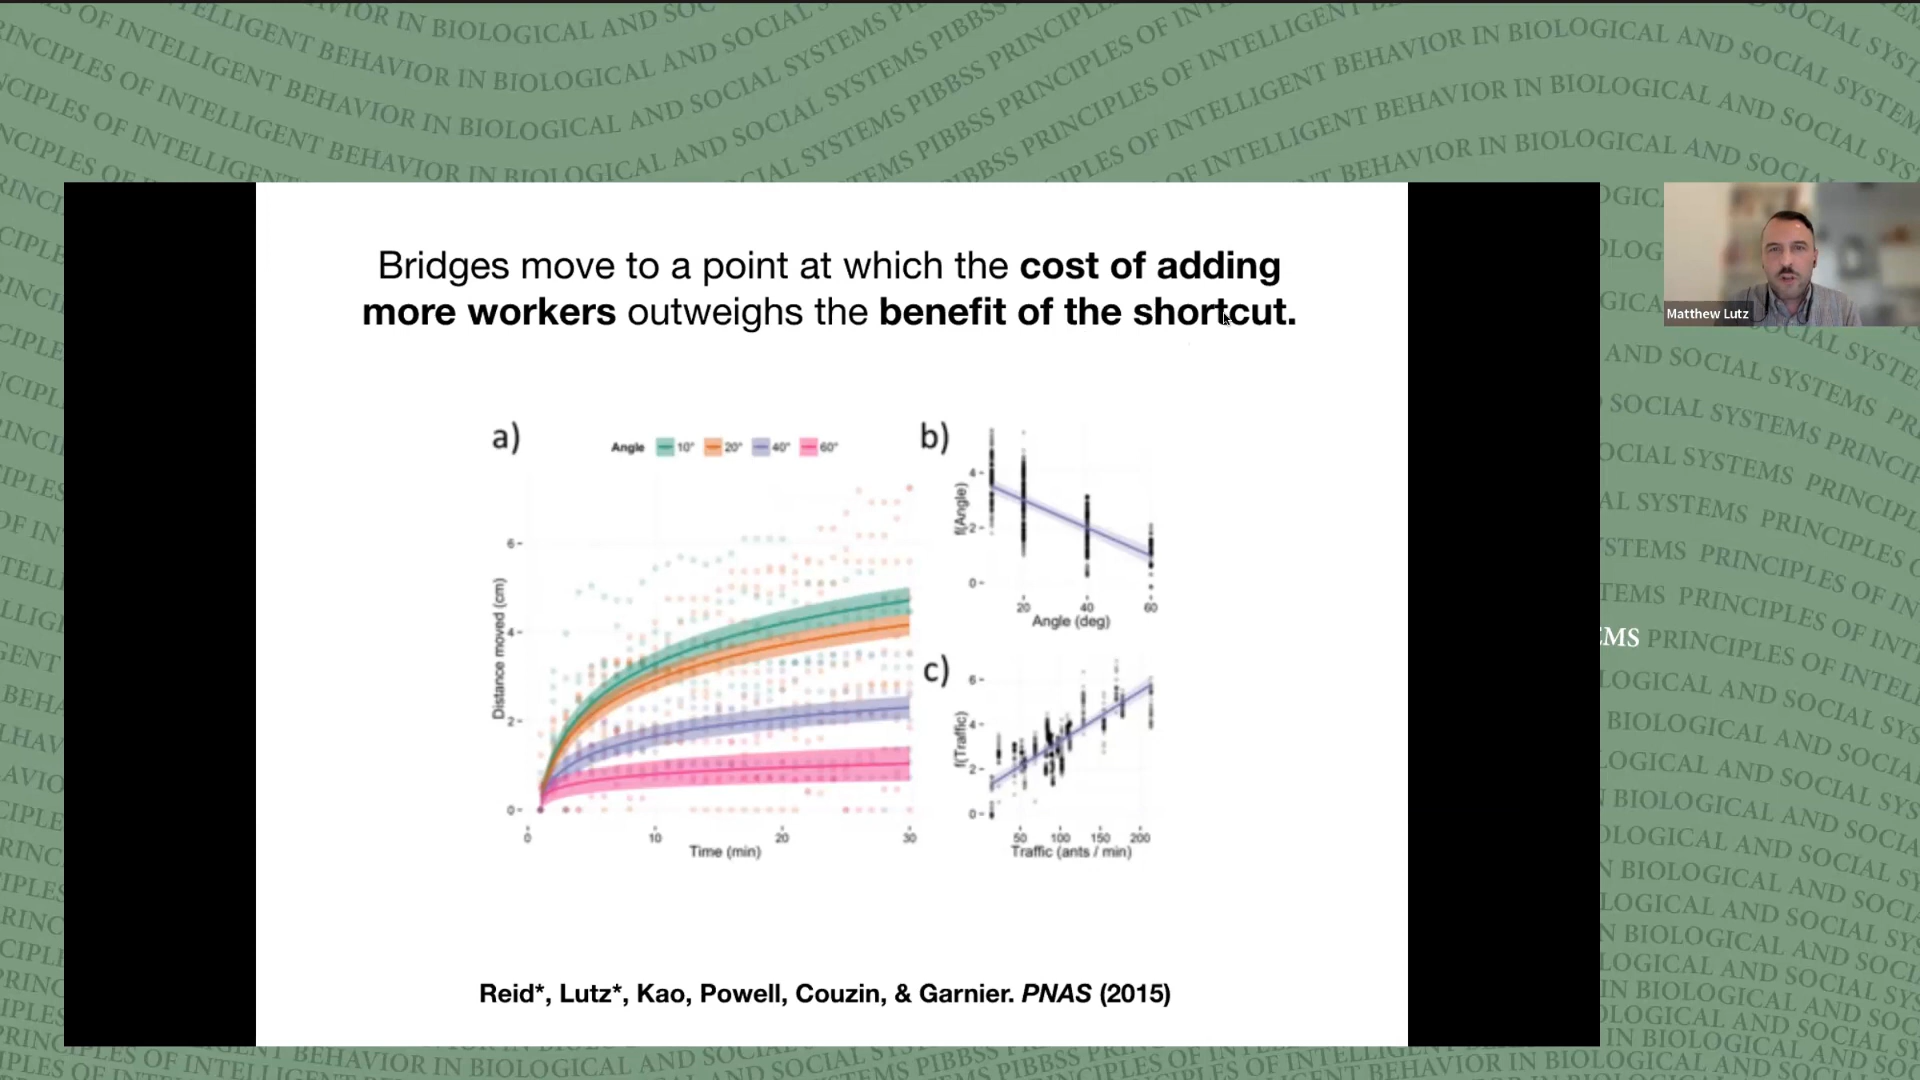 Bridges move to a point at which the cost of adding
more workers outweighs the benefit of the shortcut.
a)
Angle 10° 20° 40° 60°
Distance moved (cm)
6
4
2
0
0 10 20 30
Time (min)
b)
f(Angle)
4
2
0
20 40 60
Angle (deg)
c)
f(Traffic)
6
4
2
0
50 100 150 200
Traffic (ants / min)
Reid*, Lutz*, Kao, Powell, Couzin, & Garnier. PNAS (2015)
Matthew Lutz
PRINCIPLES OF INTELLIGENT BEHAVIOR IN BIOLOGICAL AND SOCIAL SYSTEMS PIBBSS